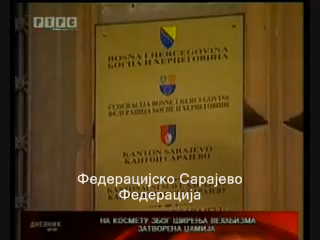 РТРС
BOSNA I HERCEGOVINA
БОСНА И ХЕРЦЕГОВИНА
FEDERACIJA BOSNE I HERCEGOVINE
ФЕДЕРАЦИЈА БОСНЕ И ХЕРЦЕГОВИНЕ
KANTON SARAJEVO
КАНТОН САРАЈЕВО
Федерацијско Сарајево
Федерација
ДНЕВНИК
НА КОСМЕТУ ЗБОГ ШИРЕЊА ВЕХАБИЗМА
ЗАТВОРЕНА ЏАМИЈА